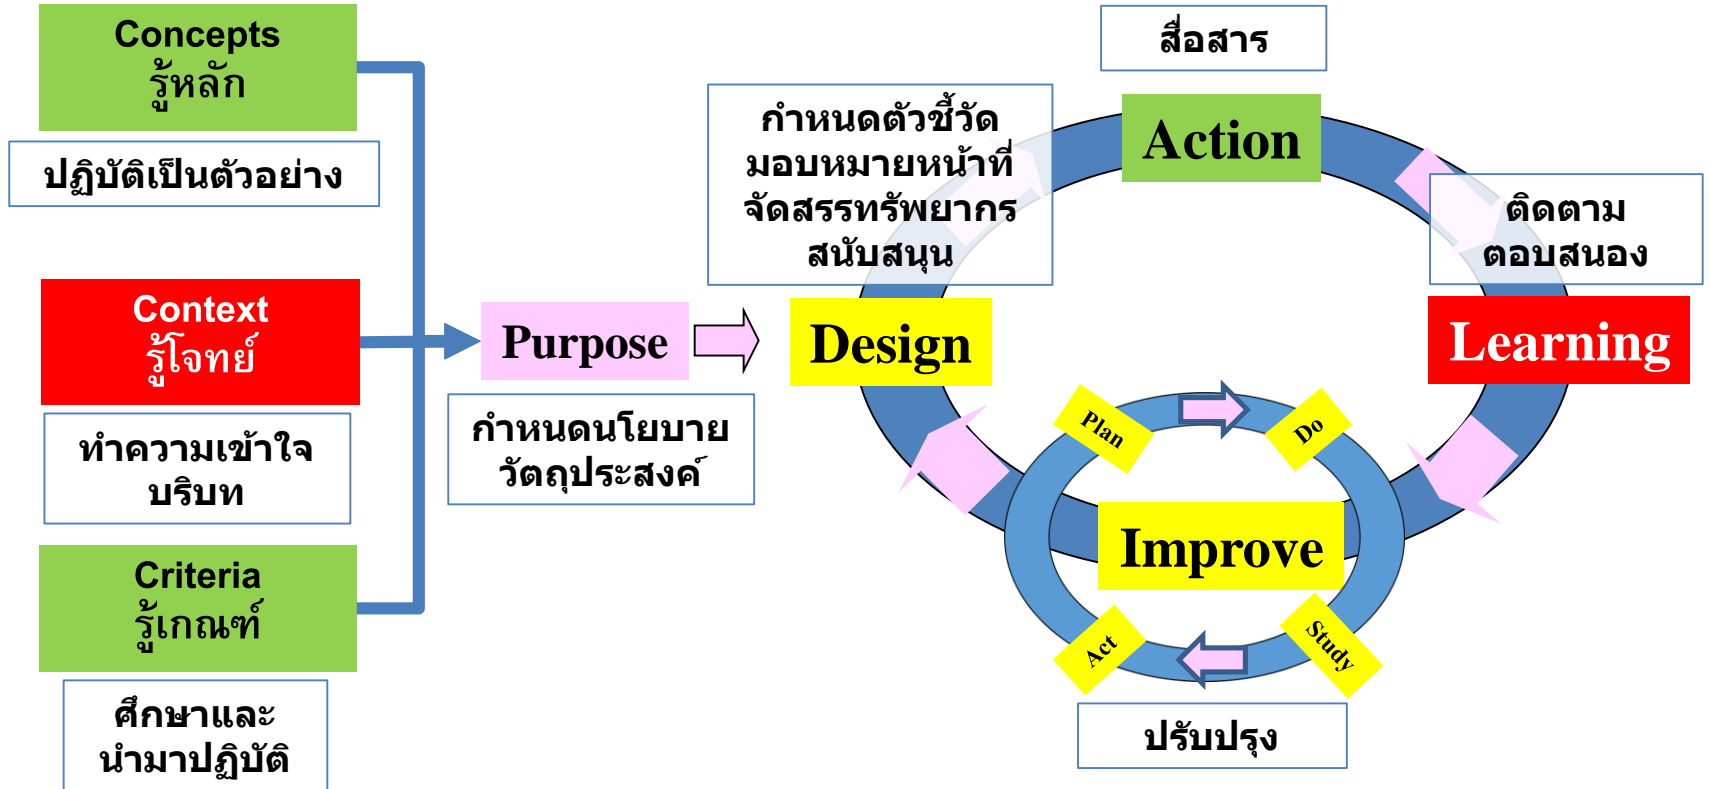 Concepts
รู้หลัก
ปฏิบัติเป็นตัวอย่าง
Context
รู้โจทย์
ทำความเข้าใจ
บริบท
Criteria
รู้เกณฑ์
ศึกษาและ
นำมาปฏิบัติ
Purpose
กำหนดนโยบาย
วัตถุประสงค์
กำหนดตัวชี้วัด
มอบหมายหน้าที่
จัดสรรทรัพยากร
สนับสนุน
Design
สื่อสาร
Action
ติดตาม
ตอบสนอง
Learning
Plan
Do
Improve
Act
Study
ปรับปรุง